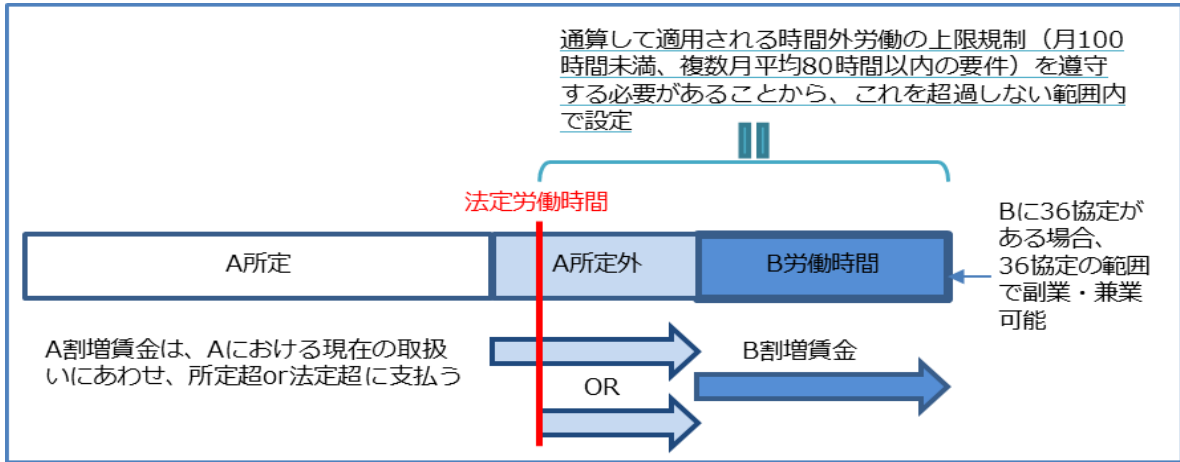 通算して適用される時間外労働の上限規制（月100
時間未満、複数月平均80時間以内の要件）を遵守
する必要があることから、これを超過しない範囲内
で設定
法定労働時間
A所定
A所定外
B労働時間
Bに36協定が
ある場合、
36協定の範囲
で副業・兼業
可能
A割増賃金は、Aにおける現在の取扱
いにあわせ、所定超or法定超に支払う
OR
B割増賃金